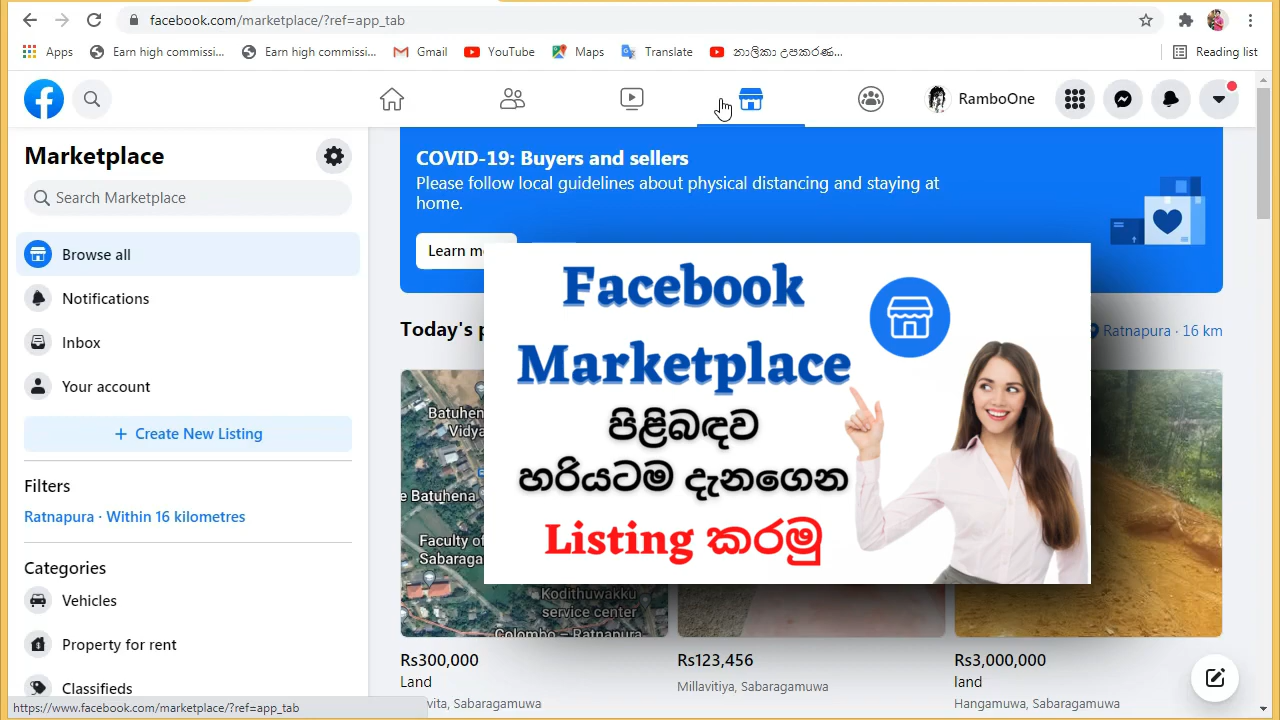 facebook.com/marketplace/?ref=app_tab
Apps Earn high commissi... Earn high commissi... Gmail YouTube Maps Translate නාලිකා උපකරණ... Reading list
RamboOne
Marketplace
Search Marketplace
Browse all
Notifications
Inbox
Your account
+ Create New Listing
Filters
Ratnapura · Within 16 kilometres
Categories
Vehicles
Property for rent
Classifieds
https://www.facebook.com/marketplace/?ref=app_tab
COVID-19: Buyers and sellers
Please follow local guidelines about physical distancing and staying at
home.
Learn
Today's
Ratnapura · 16 km
Facebook
Marketplace
පිළිබඳව
හරියටම දැනගෙන
Listing කරමු
Batuhena
Faculty of
Kodithuwakku
service center
Colombo – Ratnapura
Rs300,000
Land
Rs123,456
Millavitiya, Sabaragamuwa
Rs3,000,000
land
Hangamuwa, Sabaragamuwa